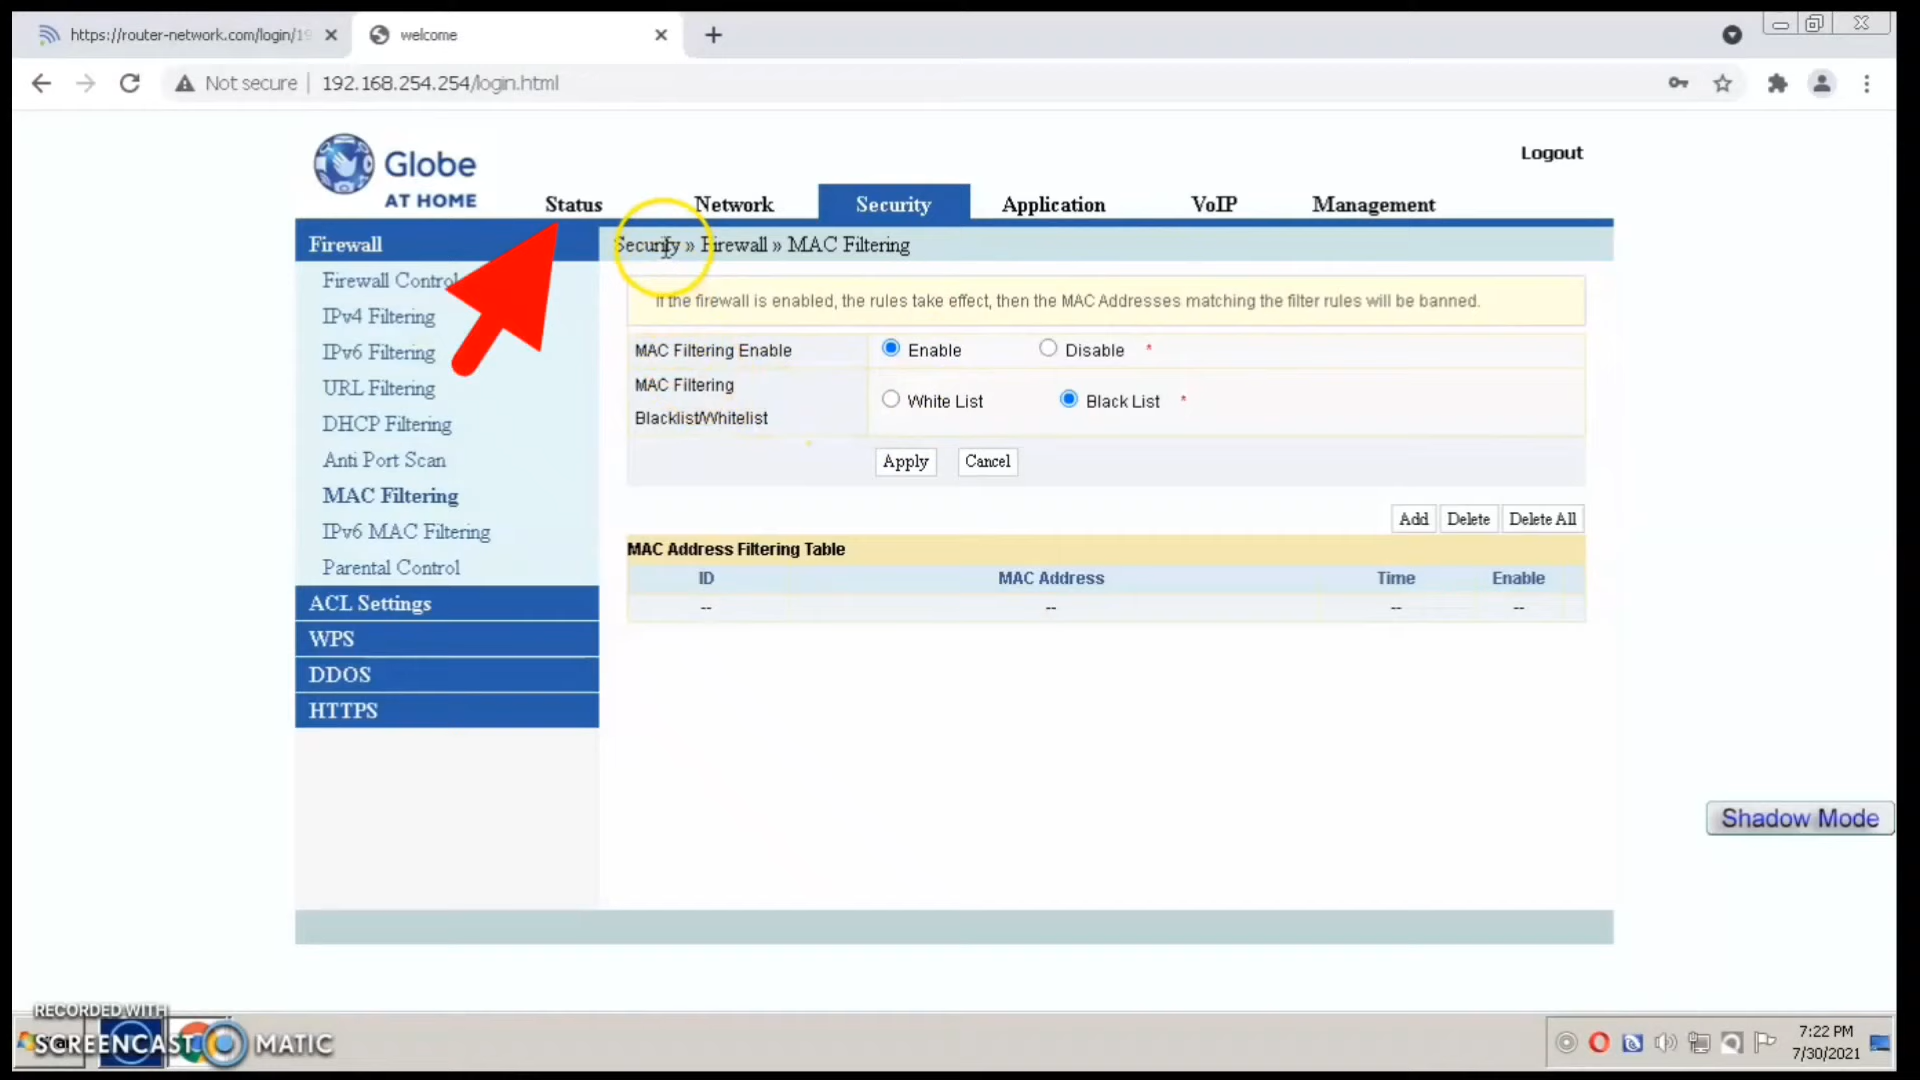 https://router-network.com/login/19
welcome
Not secure | 192.168.254.254/login.html
Globe
AT HOME
Logout
Status Network Security Application VoIP Management
Firewall
Security » Firewall » MAC Filtering
Firewall Control
IPv4 Filtering
IPv6 Filtering
URL Filtering
DHCP Filtering
Anti Port Scan
MAC Filtering
IPv6 MAC Filtering
Parental Control
ACL Settings
WPS
DDOS
HTTPS
If the firewall is enabled, the rules take effect, then the MAC Addresses matching the filter rules will be banned.
MAC Filtering Enable Enable Disable *
MAC Filtering
Blacklist/Whitelist White List Black List *
Apply Cancel
Add Delete Delete All
MAC Address Filtering Table
ID MAC Address Time Enable
-- -- -- --
Shadow Mode
RECORDED WITH
SCREENCAST MATIC
7:22 PM
7/30/2021